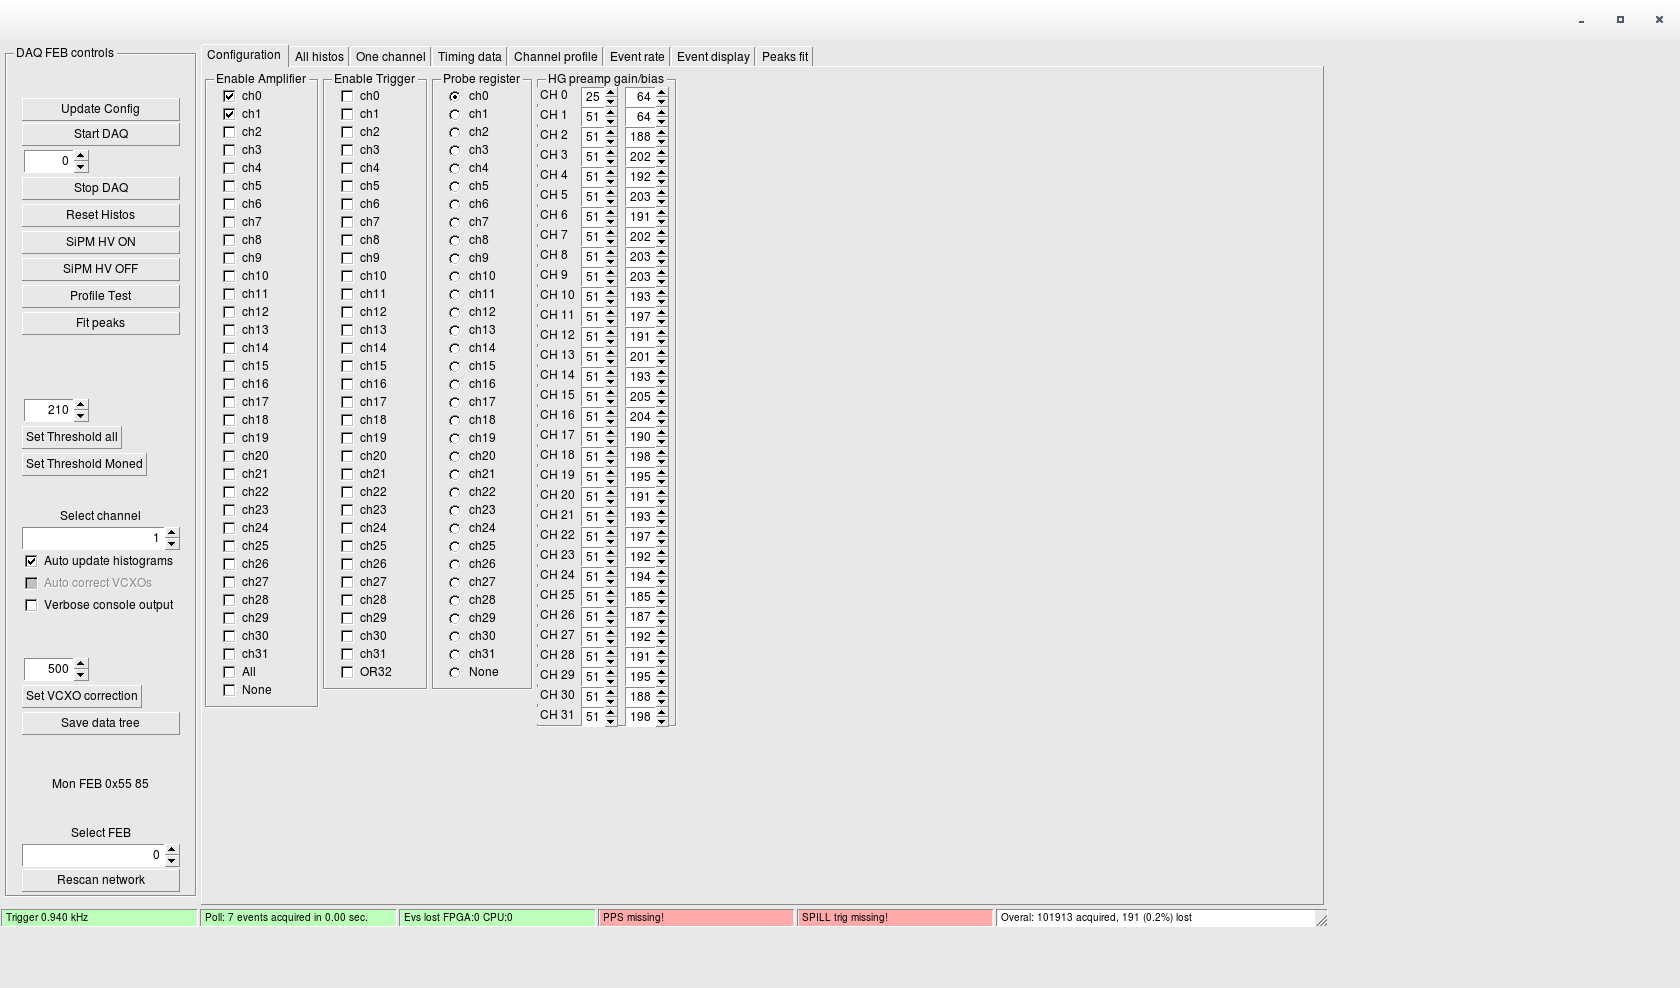 DAQ FEB controls
Update Config
Start DAQ
0
Stop DAQ
Reset Histos
SiPM HV ON
SiPM HV OFF
Profile Test
Fit peaks
210
Set Threshold all
Set Threshold Moned
Select channel
1
Auto update histograms
Auto correct VCXOs
Verbose console output
500
Set VCXO correction
Save data tree
Mon FEB 0x55 85
Select FEB
0
Rescan network
Configuration All histos One channel Timing data Channel profile Event rate Event display Peaks fit
Enable Amplifier
ch0
ch1
ch2
ch3
ch4
ch5
ch6
ch7
ch8
ch9
ch10
ch11
ch12
ch13
ch14
ch15
ch16
ch17
ch18
ch19
ch20
ch21
ch22
ch23
ch24
ch25
ch26
ch27
ch28
ch29
ch30
ch31
All
None
Enable Trigger
ch0
ch1
ch2
ch3
ch4
ch5
ch6
ch7
ch8
ch9
ch10
ch11
ch12
ch13
ch14
ch15
ch16
ch17
ch18
ch19
ch20
ch21
ch22
ch23
ch24
ch25
ch26
ch27
ch28
ch29
ch30
ch31
OR32
Probe register
ch0
ch1
ch2
ch3
ch4
ch5
ch6
ch7
ch8
ch9
ch10
ch11
ch12
ch13
ch14
ch15
ch16
ch17
ch18
ch19
ch20
ch21
ch22
ch23
ch24
ch25
ch26
ch27
ch28
ch29
ch30
ch31
None
HG preamp gain/bias
CH 0 25 64
CH 1 51 64
CH 2 51 188
CH 3 51 202
CH 4 51 192
CH 5 51 203
CH 6 51 191
CH 7 51 202
CH 8 51 203
CH 9 51 203
CH 10 51 193
CH 11 51 197
CH 12 51 191
CH 13 51 201
CH 14 51 193
CH 15 51 205
CH 16 51 204
CH 17 51 190
CH 18 51 198
CH 19 51 195
CH 20 51 191
CH 21 51 193
CH 22 51 197
CH 23 51 192
CH 24 51 194
CH 25 51 185
CH 26 51 187
CH 27 51 192
CH 28 51 191
CH 29 51 195
CH 30 51 188
CH 31 51 198
Trigger 0.940 kHz
Poll: 7 events acquired in 0.00 sec.
Evs lost FPGA:0 CPU:0
PPS missing!
SPILL trig missing!
Overal: 101913 acquired, 191 (0.2%) lost